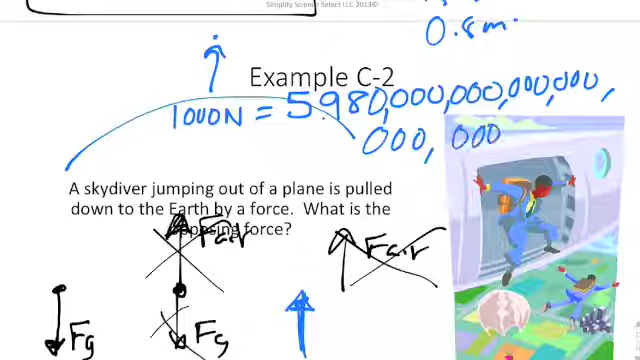 Simplify Science Select LLC 2013©
0.8m.
Example C-2
1000N = 5980,000,000,000,000,
000, 000
A skydiver jumping out of a plane is pulled
down to the Earth by a force. What is the
opposing force?
Fair
Fair
Fg
Fg